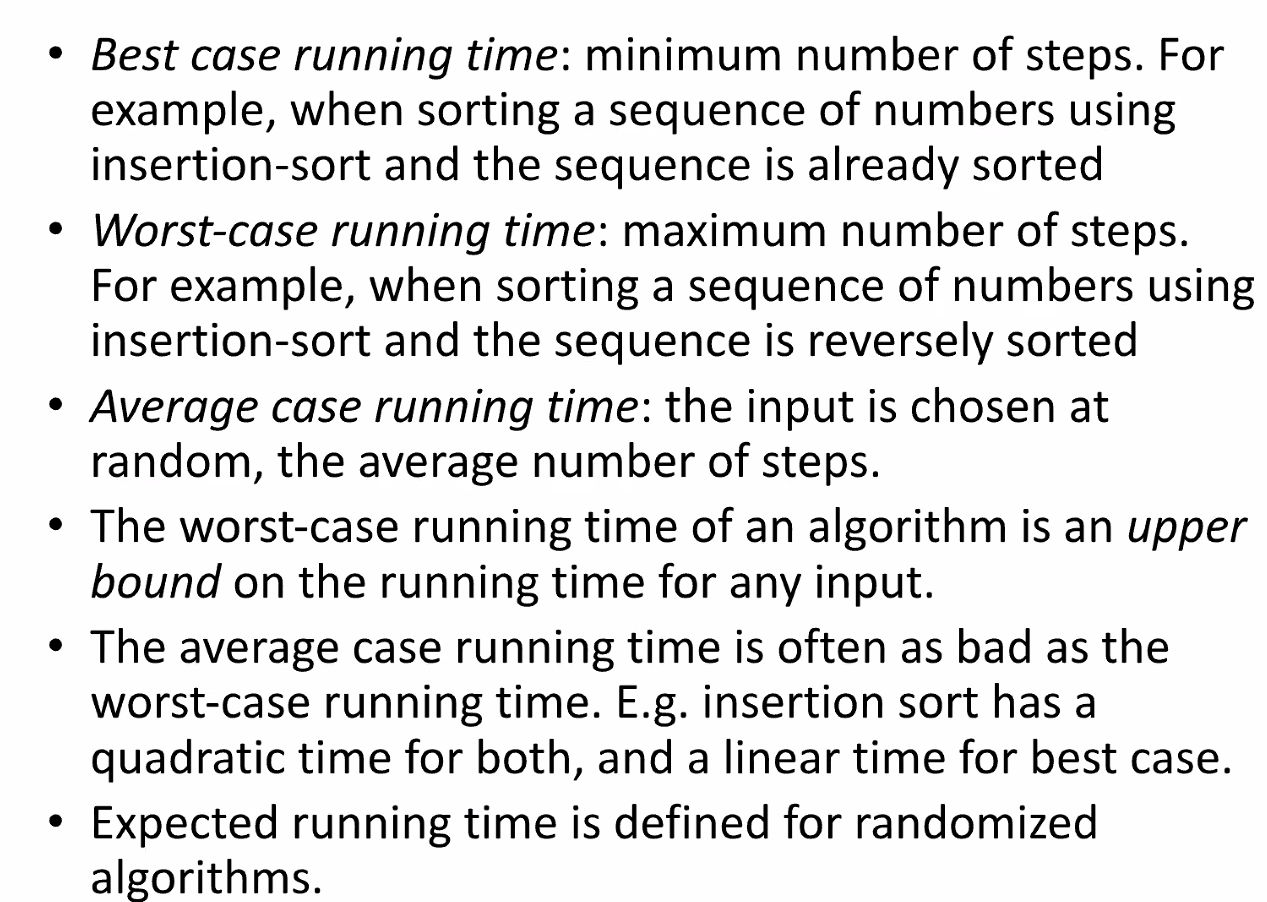 • Best case running time: minimum number of steps. For
example, when sorting a sequence of numbers using
insertion-sort and the sequence is already sorted
• Worst-case running time: maximum number of steps.
For example, when sorting a sequence of numbers using
insertion-sort and the sequence is reversely sorted
• Average case running time: the input is chosen at
random, the average number of steps.
• The worst-case running time of an algorithm is an upper
bound on the running time for any input.
• The average case running time is often as bad as the
worst-case running time. E.g. insertion sort has a
quadratic time for both, and a linear time for best case.
• Expected running time is defined for randomized
algorithms.